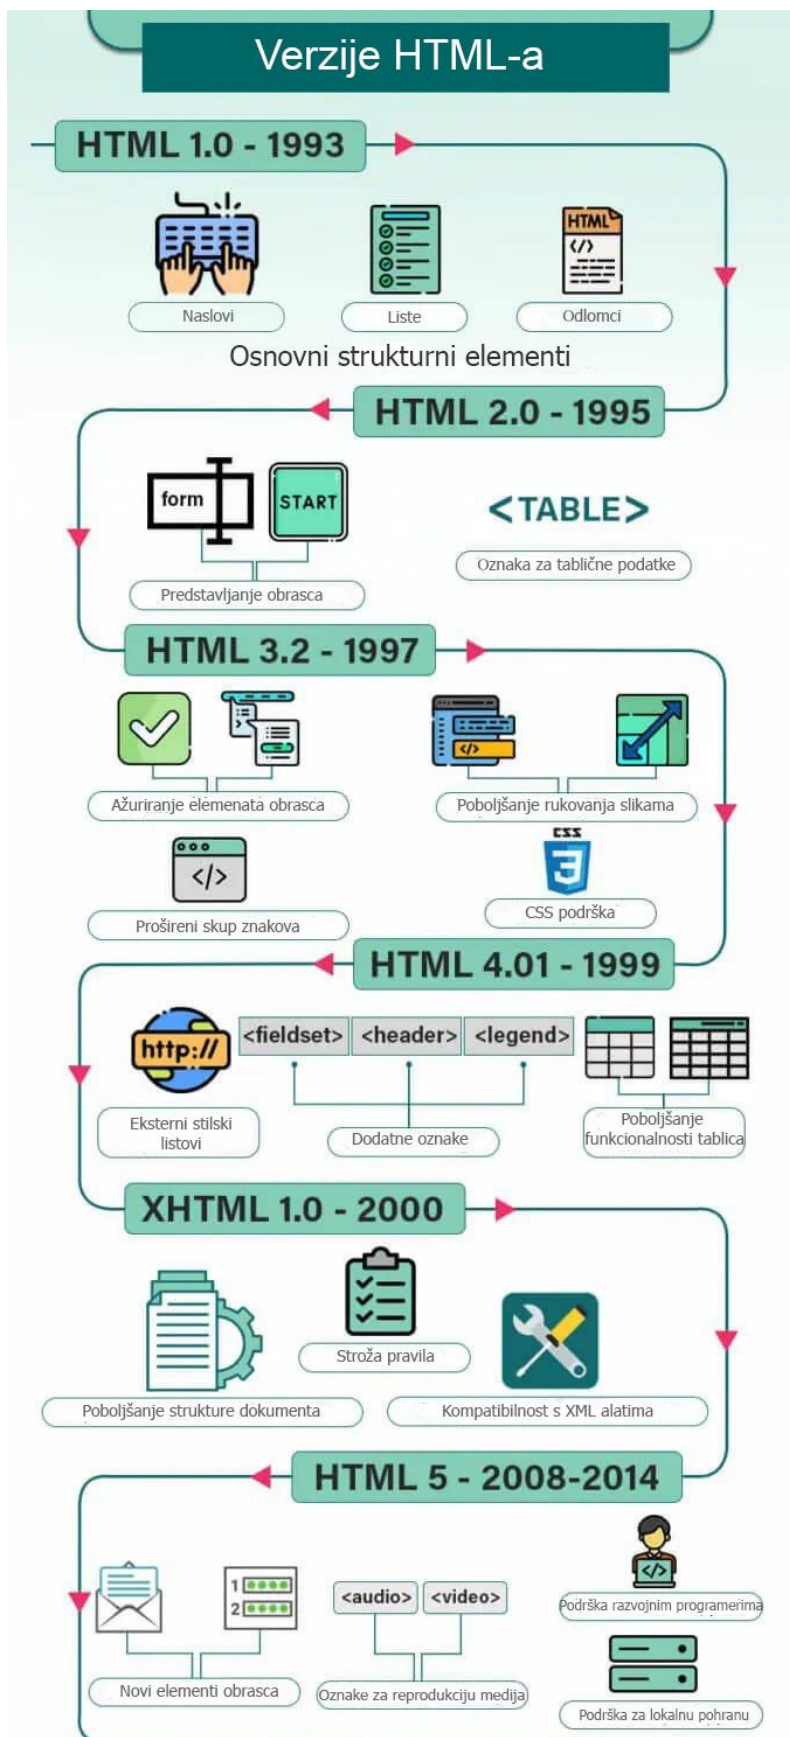 Verzije HTML-a
HTML 1.0 - 1993
HTML
</>
Naslovi
Liste
Odlomci
Osnovni strukturni elementi
HTML 2.0 - 1995
form
START
<TABLE>
Oznaka za tablične podatke
Predstavljanje obrasca
HTML 3.2 - 1997
</>
Ažuriranje elemenata obrasca
Poboljšanje rukovanja slikama
</>
CSS
3
Prošireni skup znakova
CSS podrška
HTML 4.01 - 1999
http://
<fieldset>
<header>
<legend>
Eksterni stilski
listovi
Dodatne oznake
Poboljšanje
funkcionalnosti tablica
XHTML 1.0 - 2000
Stroža pravila
Poboljšanje strukture dokumenta
Kompatibilnost s XML alatima
HTML 5 - 2008-2014
</>
1
2
<audio>
<video>
Podrška razvojnim programerima
Novi elementi obrasca
Oznake za reprodukciju medija
Podrška za lokalnu pohranu